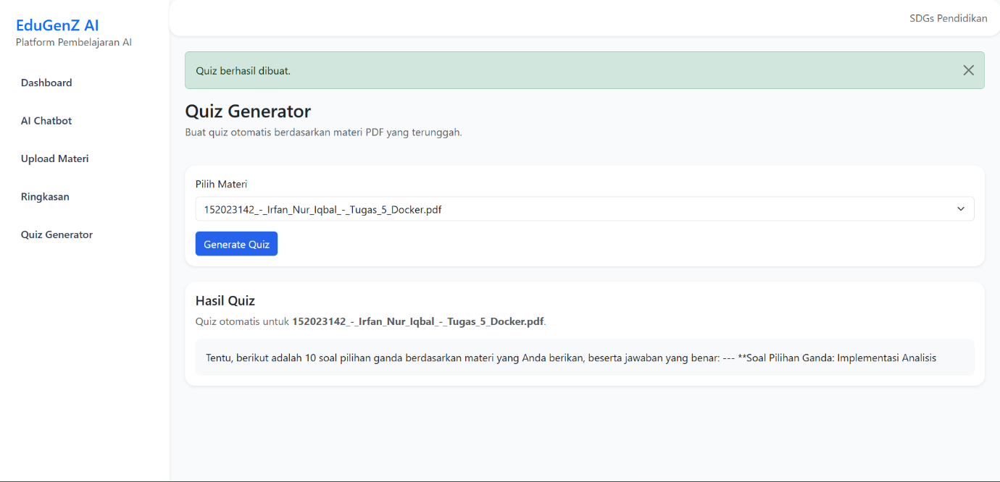 EduGenZ AI
Platform Pembelajaran AI
Dashboard
AI Chatbot
Upload Materi
Ringkasan
Quiz Generator
SDGs Pendidikan
Quiz berhasil dibuat.
Quiz Generator
Buat quiz otomatis berdasarkan materi PDF yang terunggah.
Pilih Materi
152023142_-_Irfan_Nur_Iqbal_-_Tugas_5_Docker.pdf
Generate Quiz
Hasil Quiz
Quiz otomatis untuk 152023142_-_Irfan_Nur_Iqbal_-_Tugas_5_Docker.pdf.
Tentu, berikut adalah 10 soal pilihan ganda berdasarkan materi yang Anda berikan, beserta jawaban yang benar: --- **Soal Pilihan Ganda: Implementasi Analisis